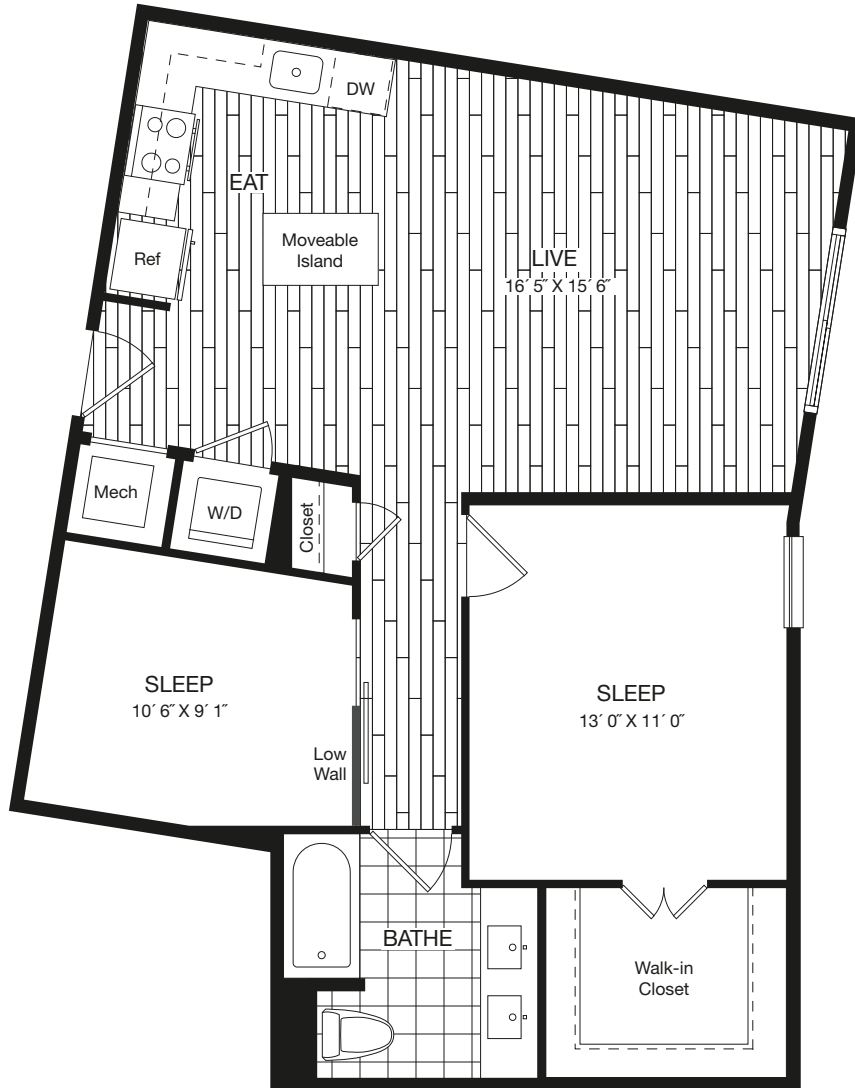 DW
EAT
Moveable
Island
Ref
LIVE
16′ 5″ X 15′ 6″
Mech
W/D
Closet
SLEEP
10′ 6″ X 9′ 1″
Low
Wall
SLEEP
13′ 0″ X 11′ 0″
BATHE
Walk-in
Closet